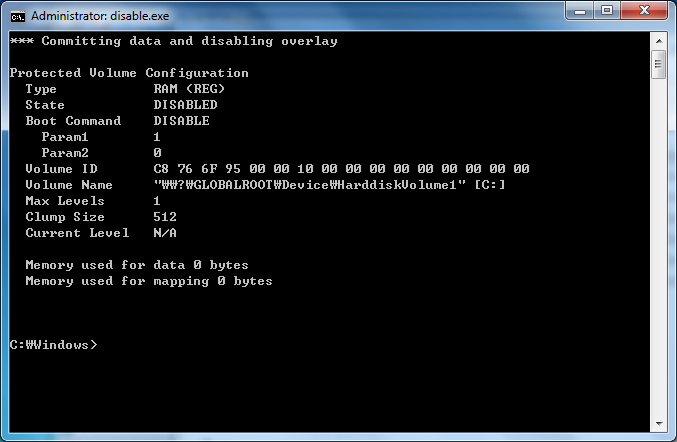 Administrator: disable.exe
*** Committing data and disabling overlay
Protected Volume Configuration
Type RAM (REG)
State DISABLED
Boot Command DISABLE
Param1 1
Param2 0
Volume ID C8 76 6F 95 00 00 10 00 00 00 00 00 00 00 00 00
Volume Name "₩₩?₩GLOBALROOT₩Device₩HarddiskVolume1" [C:]
Max Levels 1
Clump Size 512
Current Level N/A
Memory used for data 0 bytes
Memory used for mapping 0 bytes
C:₩Windows>